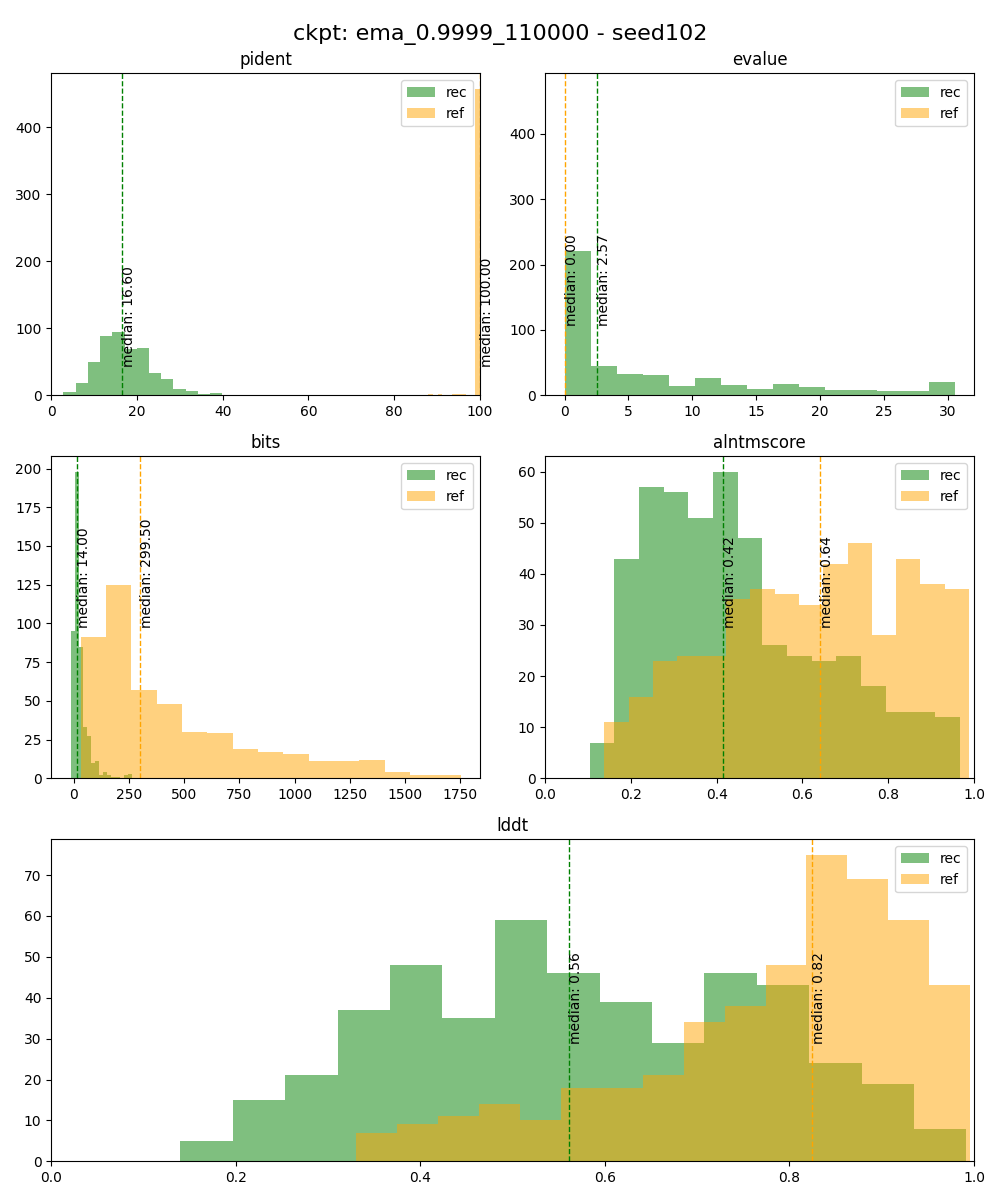 ckpt: ema_0.9999_110000 - seed102
pident
rec
ref
median: 16.60
median: 100.00
0
100
200
300
400
0
20
40
60
80
100
evalue
rec
ref
median: 0.00
median: 2.57
0
100
200
300
400
0
5
10
15
20
25
30
bits
rec
ref
median: 14.00
median: 299.50
0
25
50
75
100
125
150
175
200
0
250
500
750
1000
1250
1500
1750
alntmscore
rec
ref
median: 0.42
median: 0.64
0
10
20
30
40
50
60
0.0
0.2
0.4
0.6
0.8
1.0
lddt
rec
ref
median: 0.56
median: 0.82
0
10
20
30
40
50
60
70
0.0
0.2
0.4
0.6
0.8
1.0